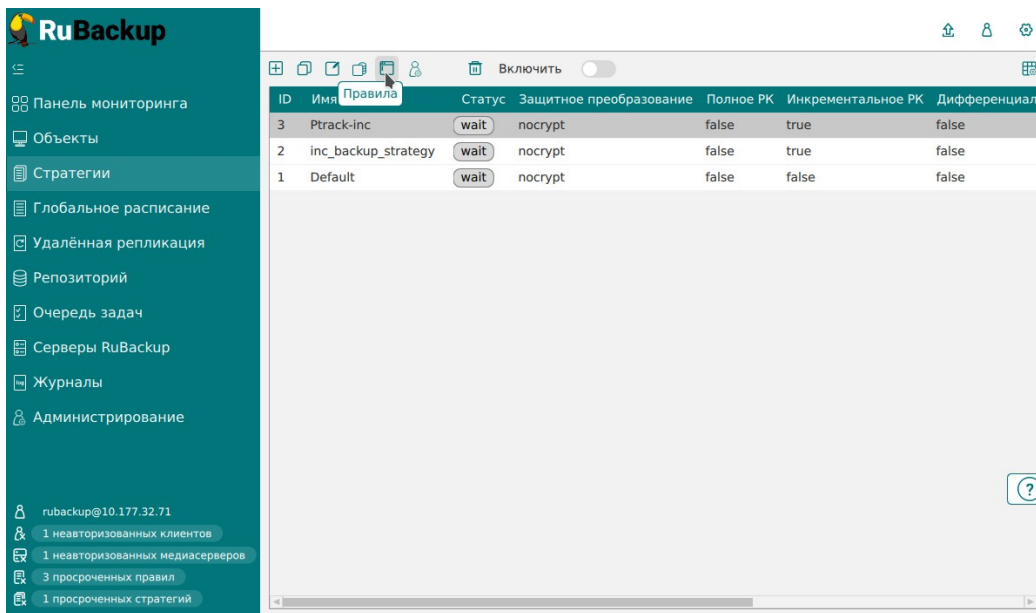 RuBackup
Включить
Правила
ID Имя Статус Защитное преобразование Полное РК Инкрементальное РК Дифференциал
3 Ptrack-inc wait nocrypt false true false
2 inc_backup_strategy wait nocrypt false true false
1 Default wait nocrypt false false false
Панель мониторинга
Объекты
Стратегии
Глобальное расписание
Удалённая репликация
Репозиторий
Очередь задач
Серверы RuBackup
Журналы
Администрирование
rubackup@10.177.32.71
1 неавторизованных клиентов
1 неавторизованных медиасерверов
3 просроченных правил
1 просроченных стратегий
?